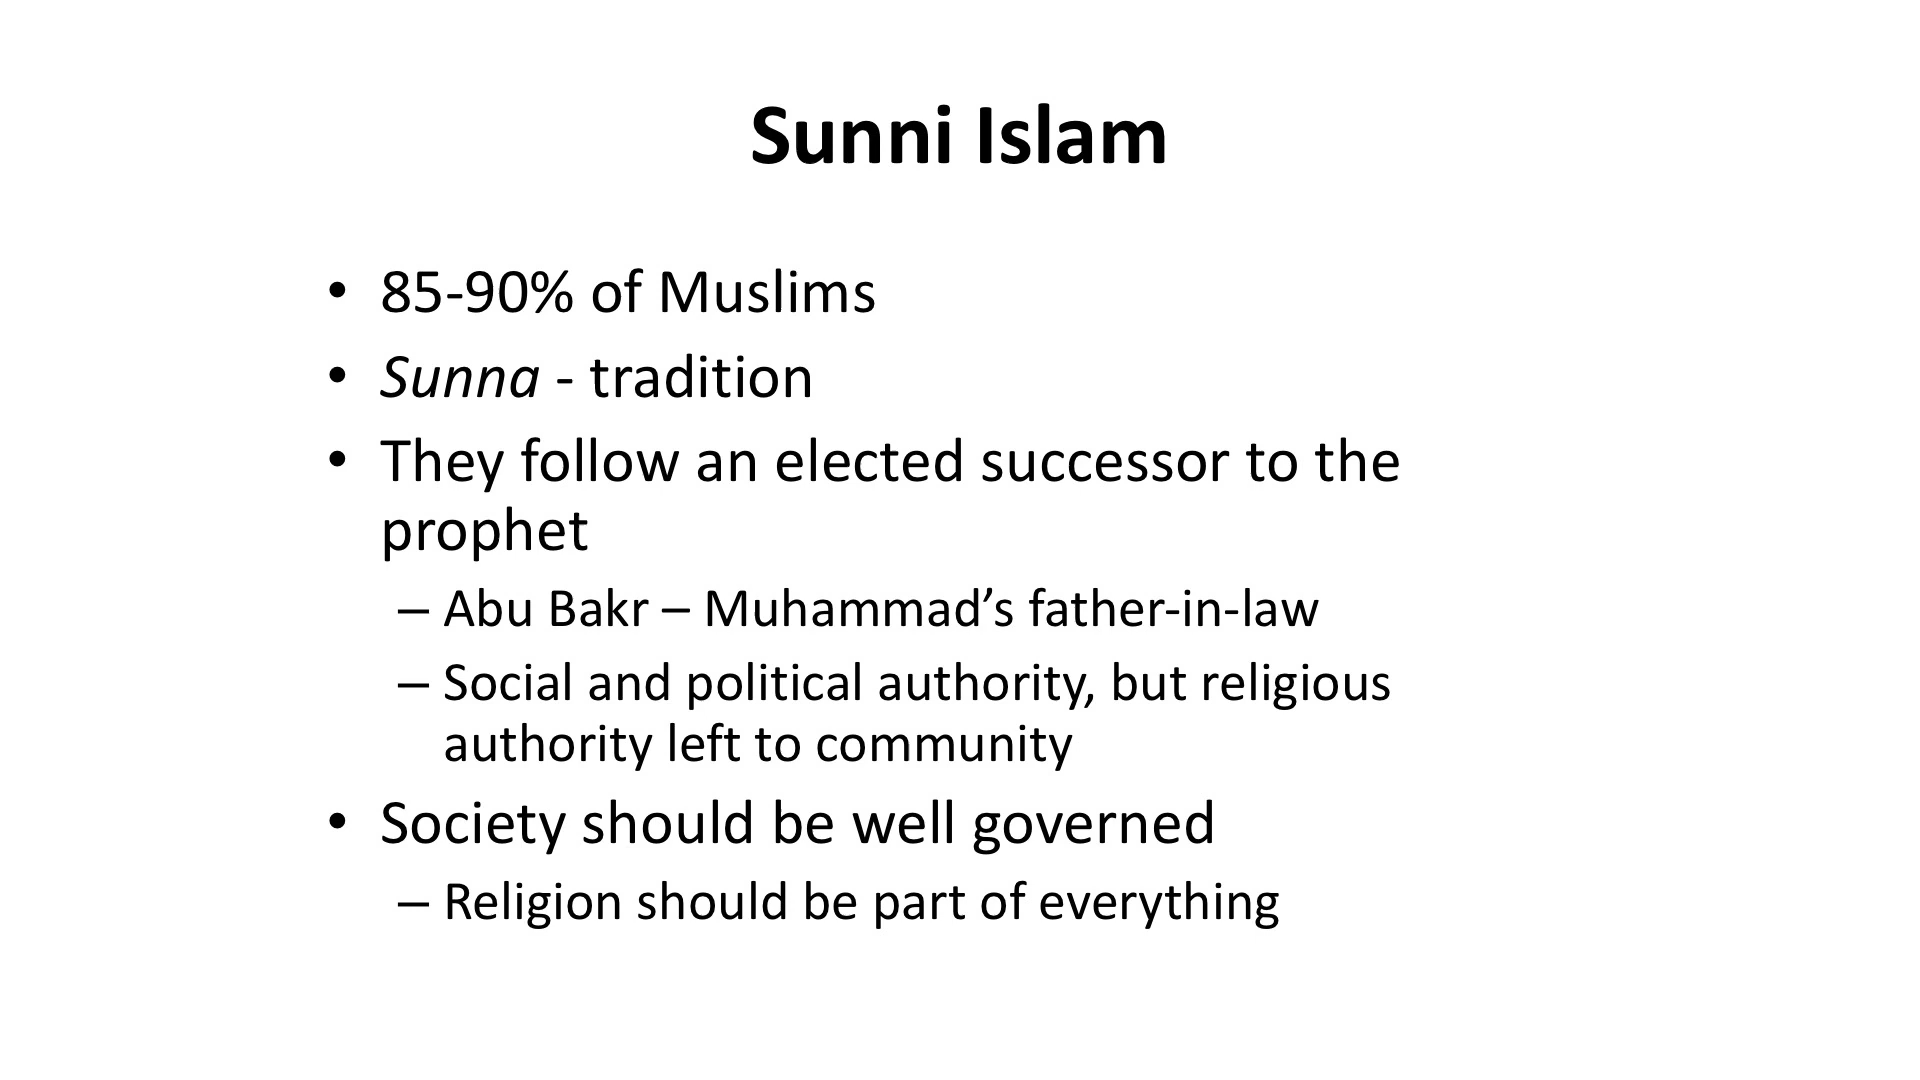 Sunni Islam
• 85-90% of Muslims
• Sunna - tradition
• They follow an elected successor to the
prophet
– Abu Bakr – Muhammad’s father-in-law
– Social and political authority, but religious
authority left to community
• Society should be well governed
– Religion should be part of everything